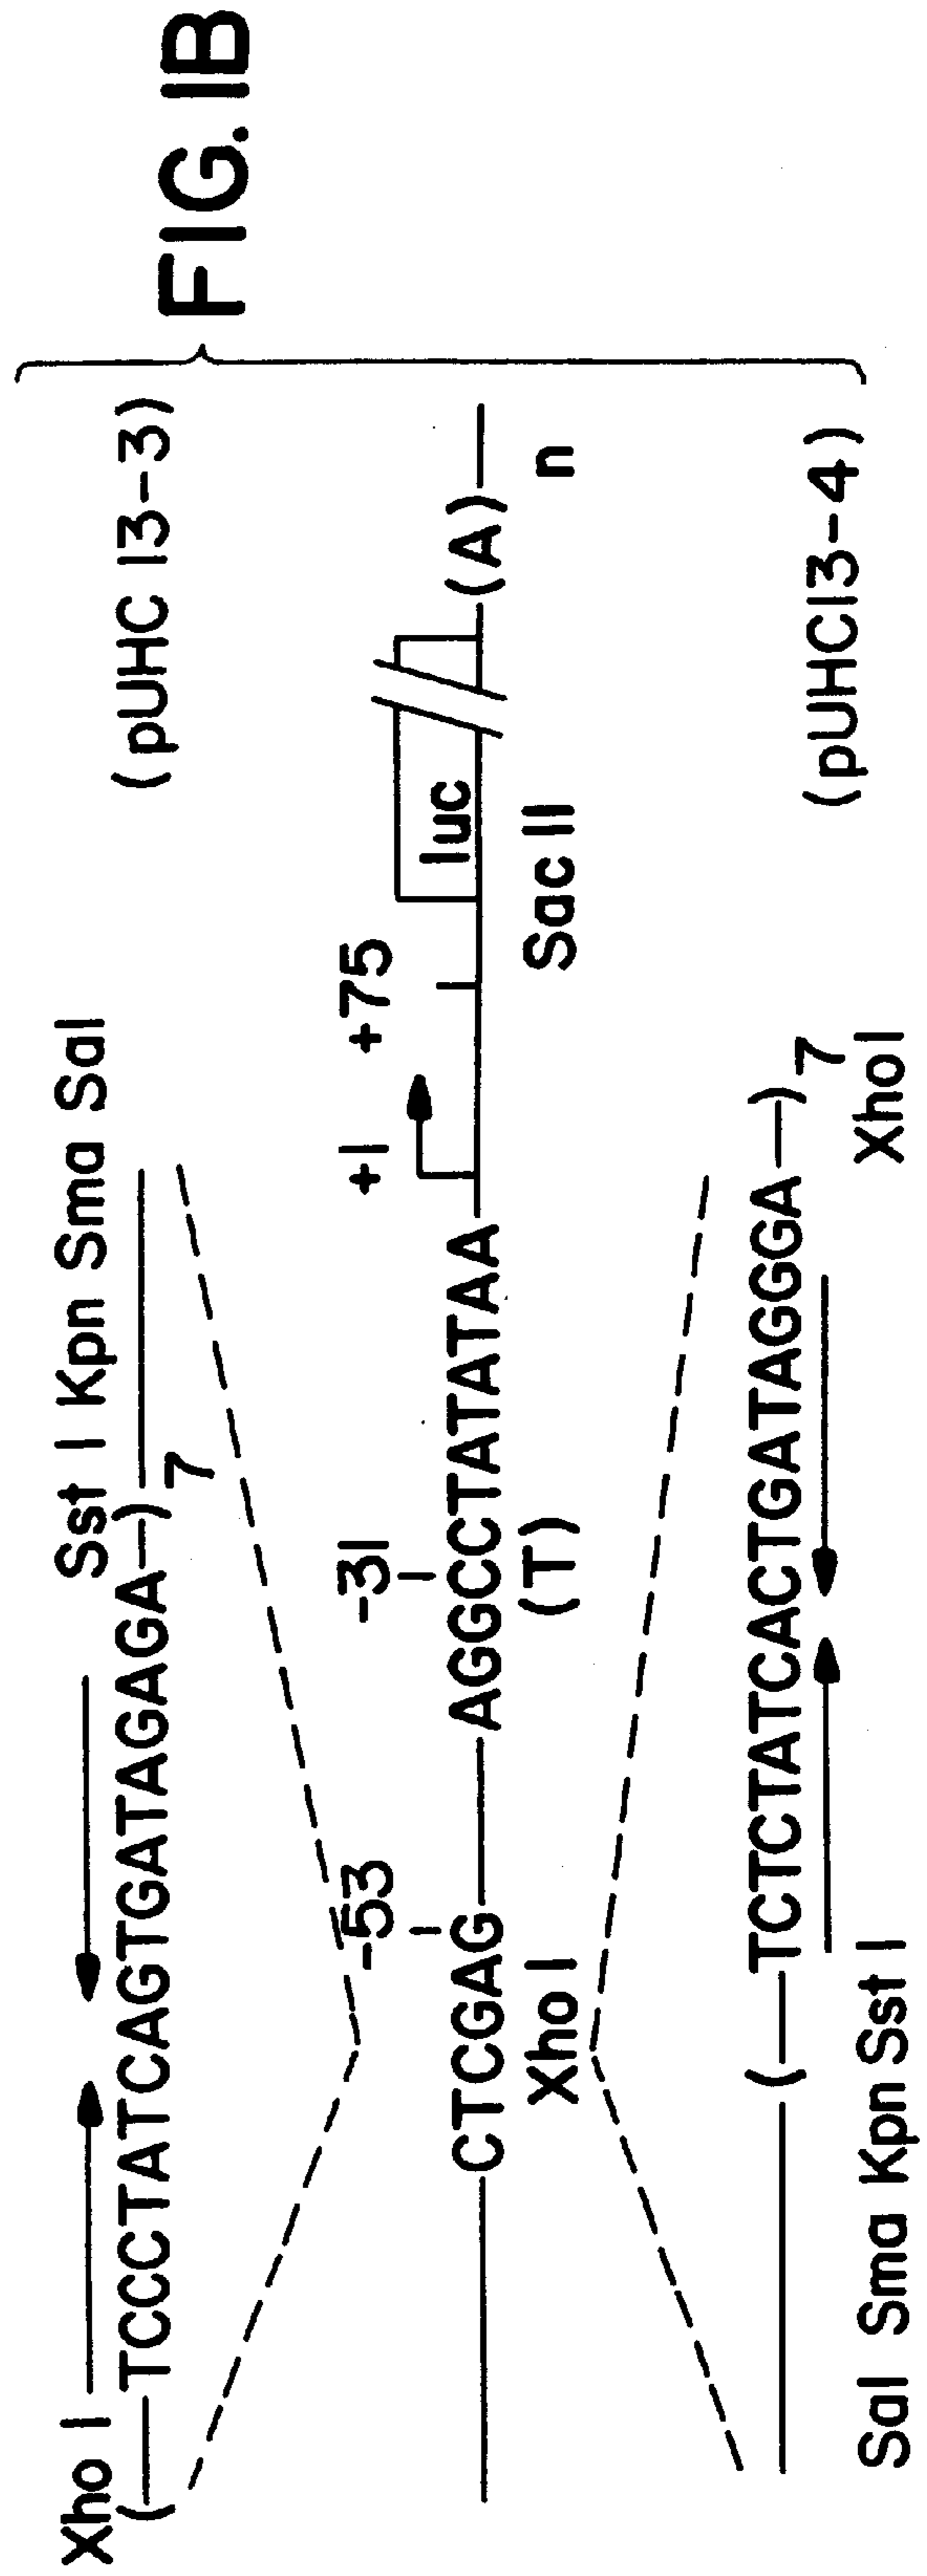 FIG. 1B
Xho I Sst I Kpn Sma Sal
(—TCCCTATCAGTGATAGAGA—)7 (pUHC 13-3)
-53 -31 +1 +75
CTCGAG AGGCCTATATAA luc (A)n
Xho I (T) Sac II
(—TCTCTATCACTGATAGGGA—)7 (pUHC13-4)
Sal Sma Kpn Sst I Xho I